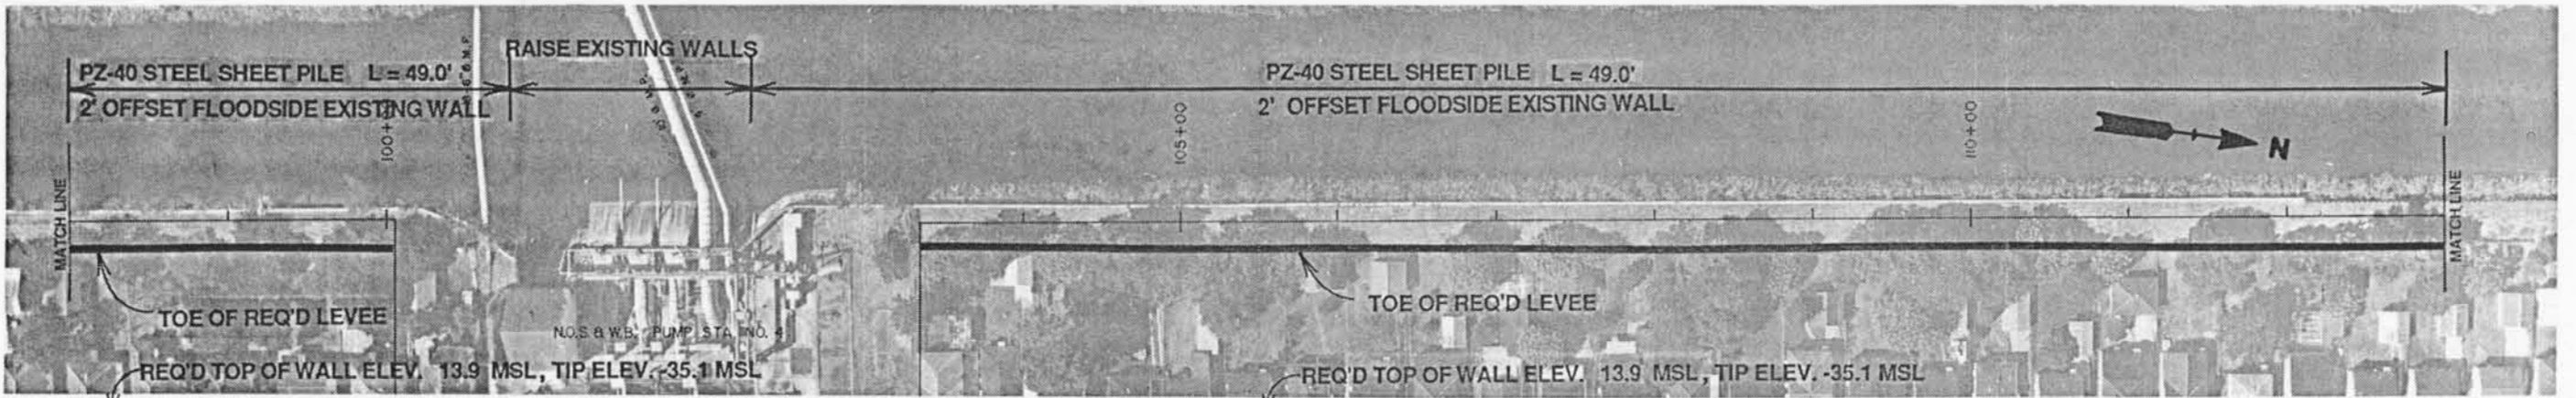 RAISE EXISTING WALLS
PZ-40 STEEL SHEET PILE L = 49.0'
2' OFFSET FLOODSIDE EXISTING WALL
PZ-40 STEEL SHEET PILE L = 49.0'
2' OFFSET FLOODSIDE EXISTING WALL
100+00
105+00
110+00
N
MATCH LINE
MATCH LINE
TOE OF REQ'D LEVEE
TOE OF REQ'D LEVEE
N.O.S. & W.B. PUMP STA. NO. 4
REQ'D TOP OF WALL ELEV. 13.9 MSL, TIP ELEV. -35.1 MSL
REQ'D TOP OF WALL ELEV. 13.9 MSL, TIP ELEV. -35.1 MSL